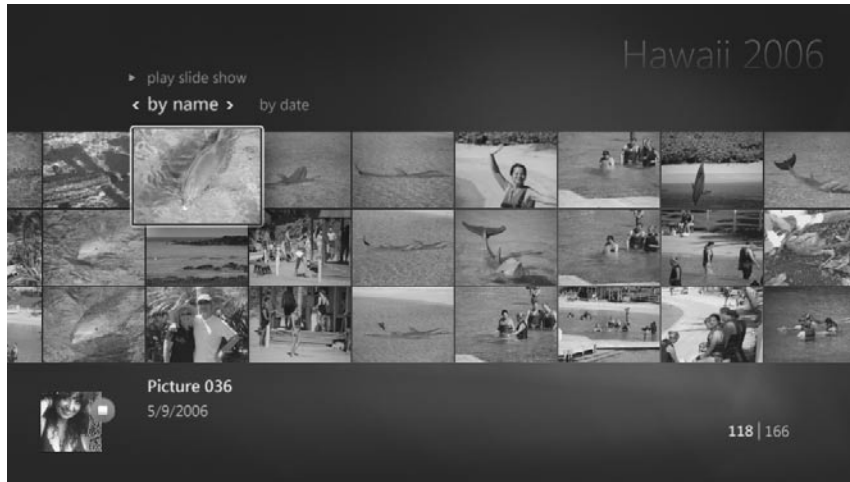 Hawaii 2006
▶ play slide show
< by name > by date
Picture 036
5/9/2006
118 | 166